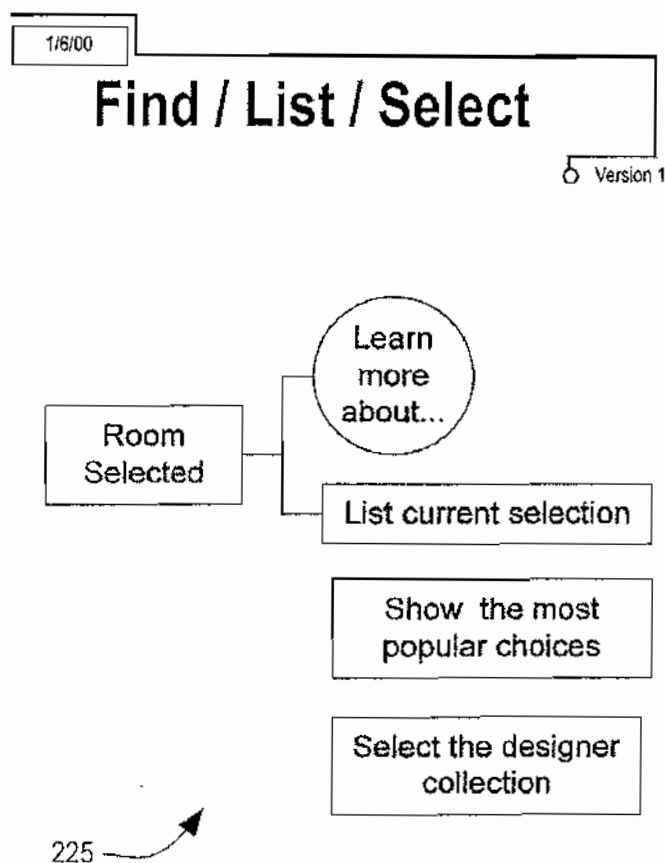 1/6/00
Find / List / Select
Version 1
Learn
more
about...
Room
Selected
List current selection
Show the most
popular choices
Select the designer
collection
225